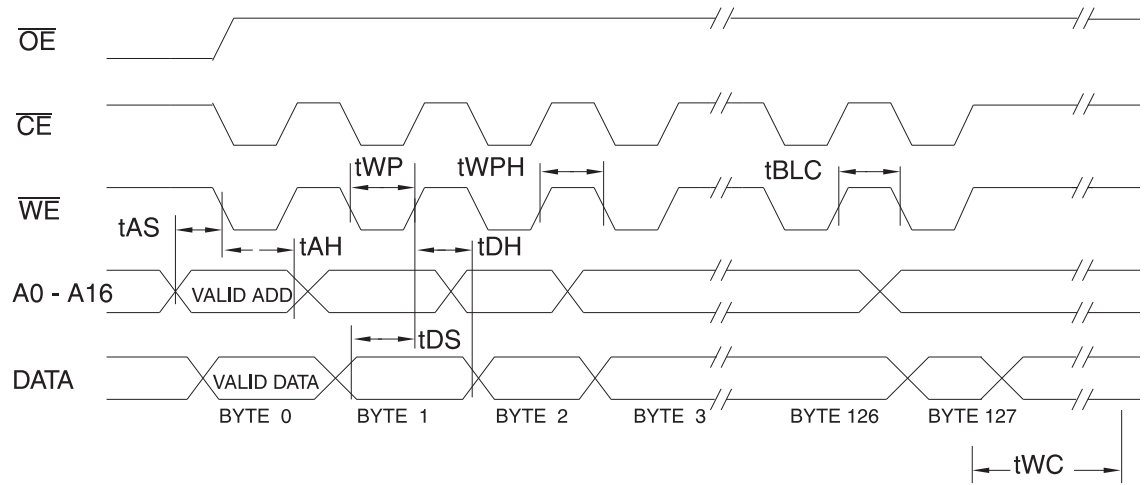 OE
CE
tWP tWPH tBLC
WE
tAS
tAH tDH
A0 - A16 VALID ADD
tDS
DATA VALID DATA
BYTE 0 BYTE 1 BYTE 2 BYTE 3 BYTE 126 BYTE 127
tWC